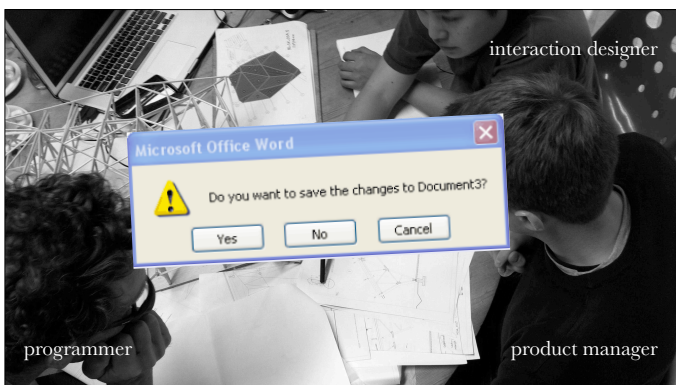 interaction designer
Microsoft Office Word
Do you want to save the changes to Document3?
Yes
No
Cancel
programmer
product manager